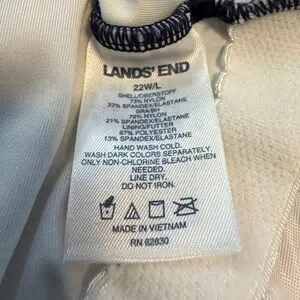 LANDS' END
22W/L
SHELL/OBERSTOFF
73% NYLON
27% SPANDEX/ELASTANE
BRA/BH
79% NYLON
21% SPANDEX/ELASTANE
LINING/FUTTER
87% POLYESTER
13% SPANDEX/ELASTANE
HAND WASH COLD.
WASH DARK COLORS SEPARATELY.
ONLY NON-CHLORINE BLEACH WHEN
NEEDED.
LINE DRY.
DO NOT IRON.
MADE IN VIETNAM
RN 62830